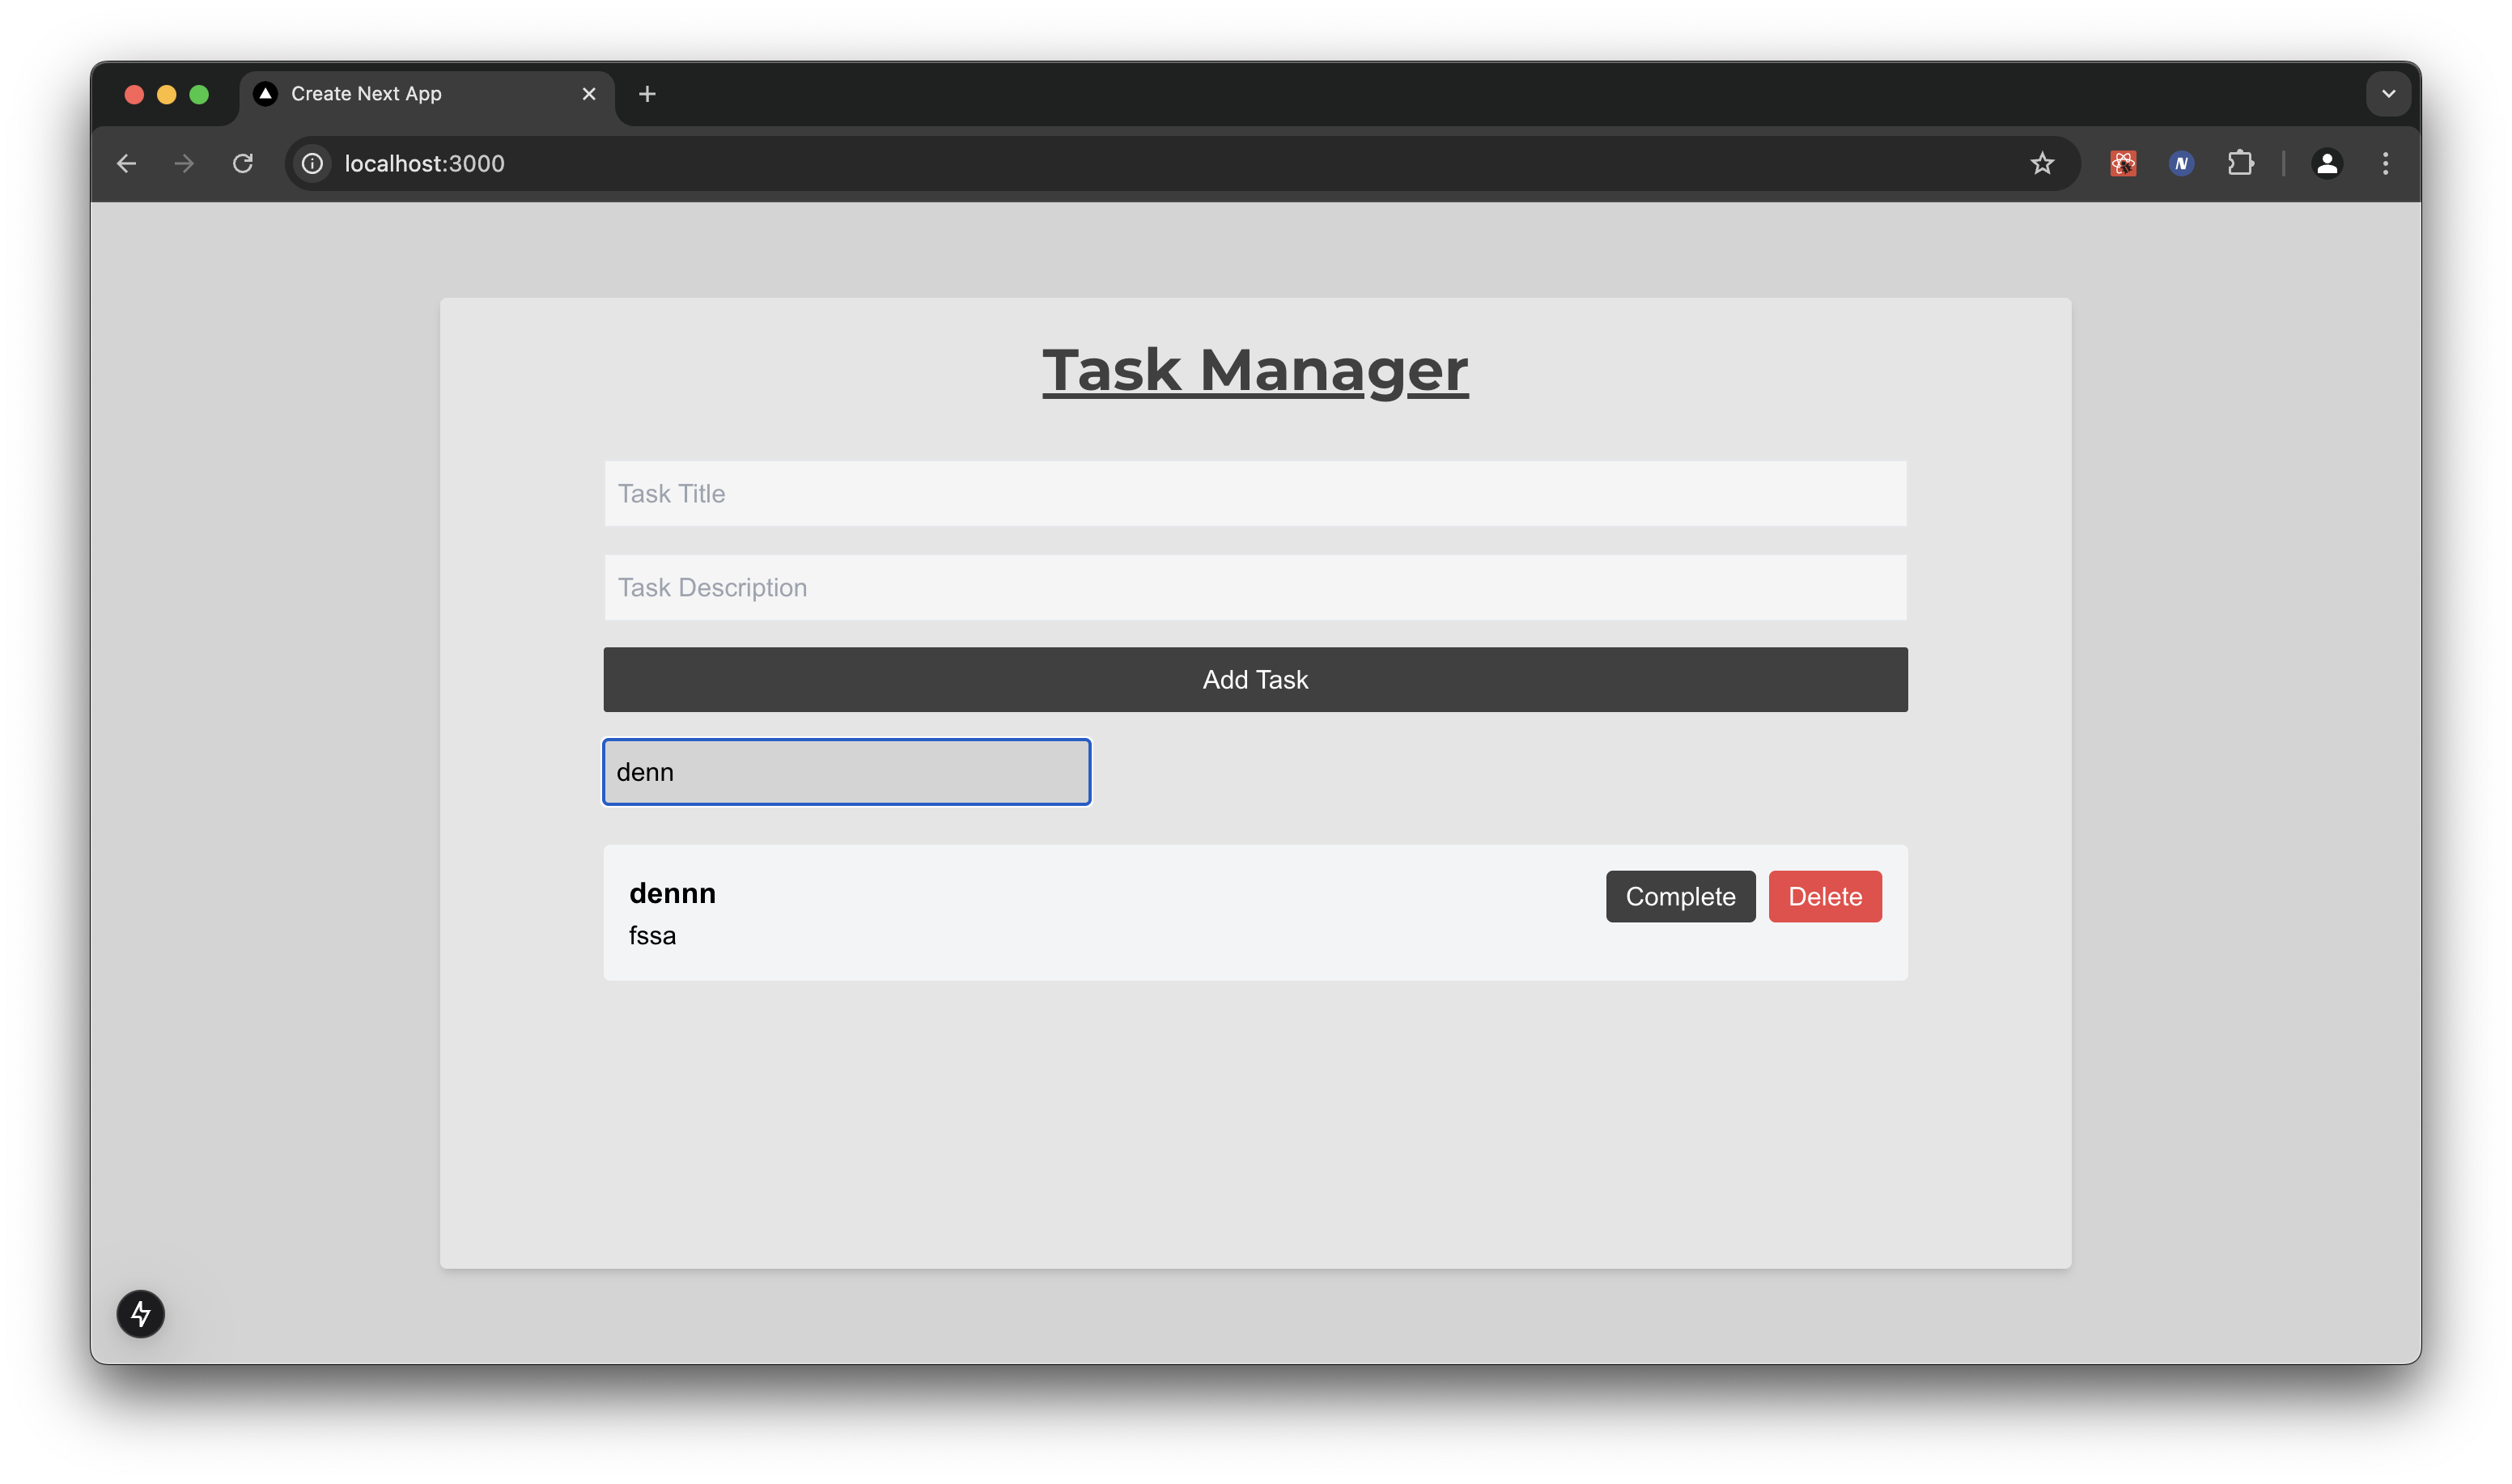 Create Next App
localhost:3000
Task Manager
Task Title
Task Description
Add Task
denn
dennn
Complete
Delete
fssa